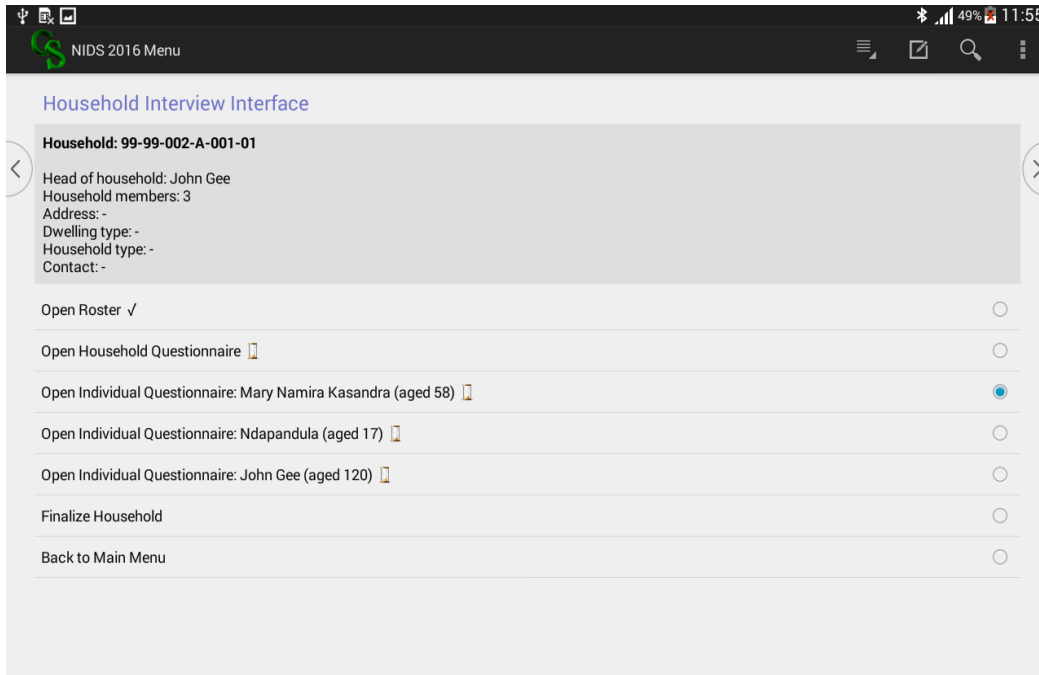 49% 11:55
CS NIDS 2016 Menu
Household Interview Interface
Household: 99-99-002-A-001-01
Head of household: John Gee
Household members: 3
Address: -
Dwelling type: -
Household type: -
Contact: -
Open Roster √
Open Household Questionnaire
Open Individual Questionnaire: Mary Namira Kasandra (aged 58)
Open Individual Questionnaire: Ndapandula (aged 17)
Open Individual Questionnaire: John Gee (aged 120)
Finalize Household
Back to Main Menu